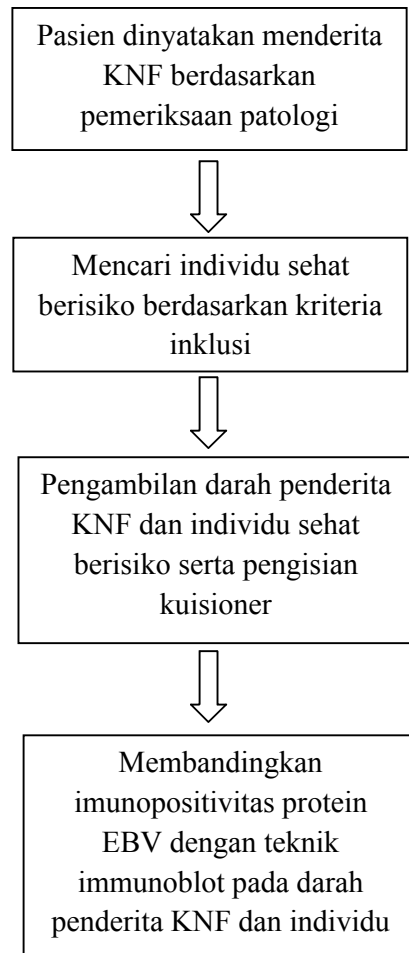 Pasien dinyatakan menderita
KNF berdasarkan
pemeriksaan patologi
Mencari individu sehat
berisiko berdasarkan kriteria
inklusi
Pengambilan darah penderita
KNF dan individu sehat
berisiko serta pengisian
kuisioner
Membandingkan
imunopositivitas protein
EBV dengan teknik
immunoblot pada darah
penderita KNF dan individu